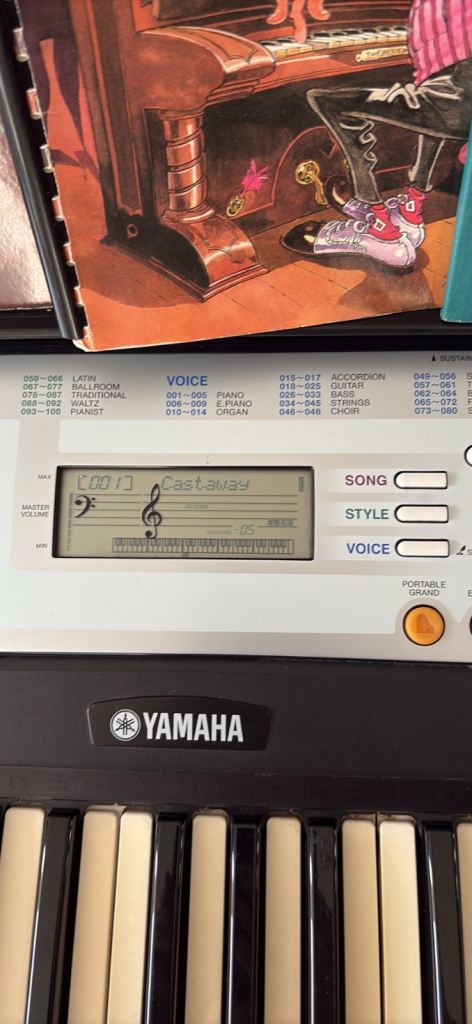 SUSTAIN
059~066 LATIN
067~077 BALLROOM
078~087 TRADITIONAL
088~092 WALTZ
093~100 PIANIST
VOICE
001~005 PIANO
006~009 E.PIANO
010~014 ORGAN
015~017 ACCORDION
018~025 GUITAR
026~033 BASS
034~045 STRINGS
046~048 CHOIR
049~056
057~061
062~064
065~072
073~080
MAX
MASTER
VOLUME
MIN
[001] Castaway
REVERB
MEASURE -05
L R
SONG
STYLE
VOICE
PORTABLE
GRAND
YAMAHA